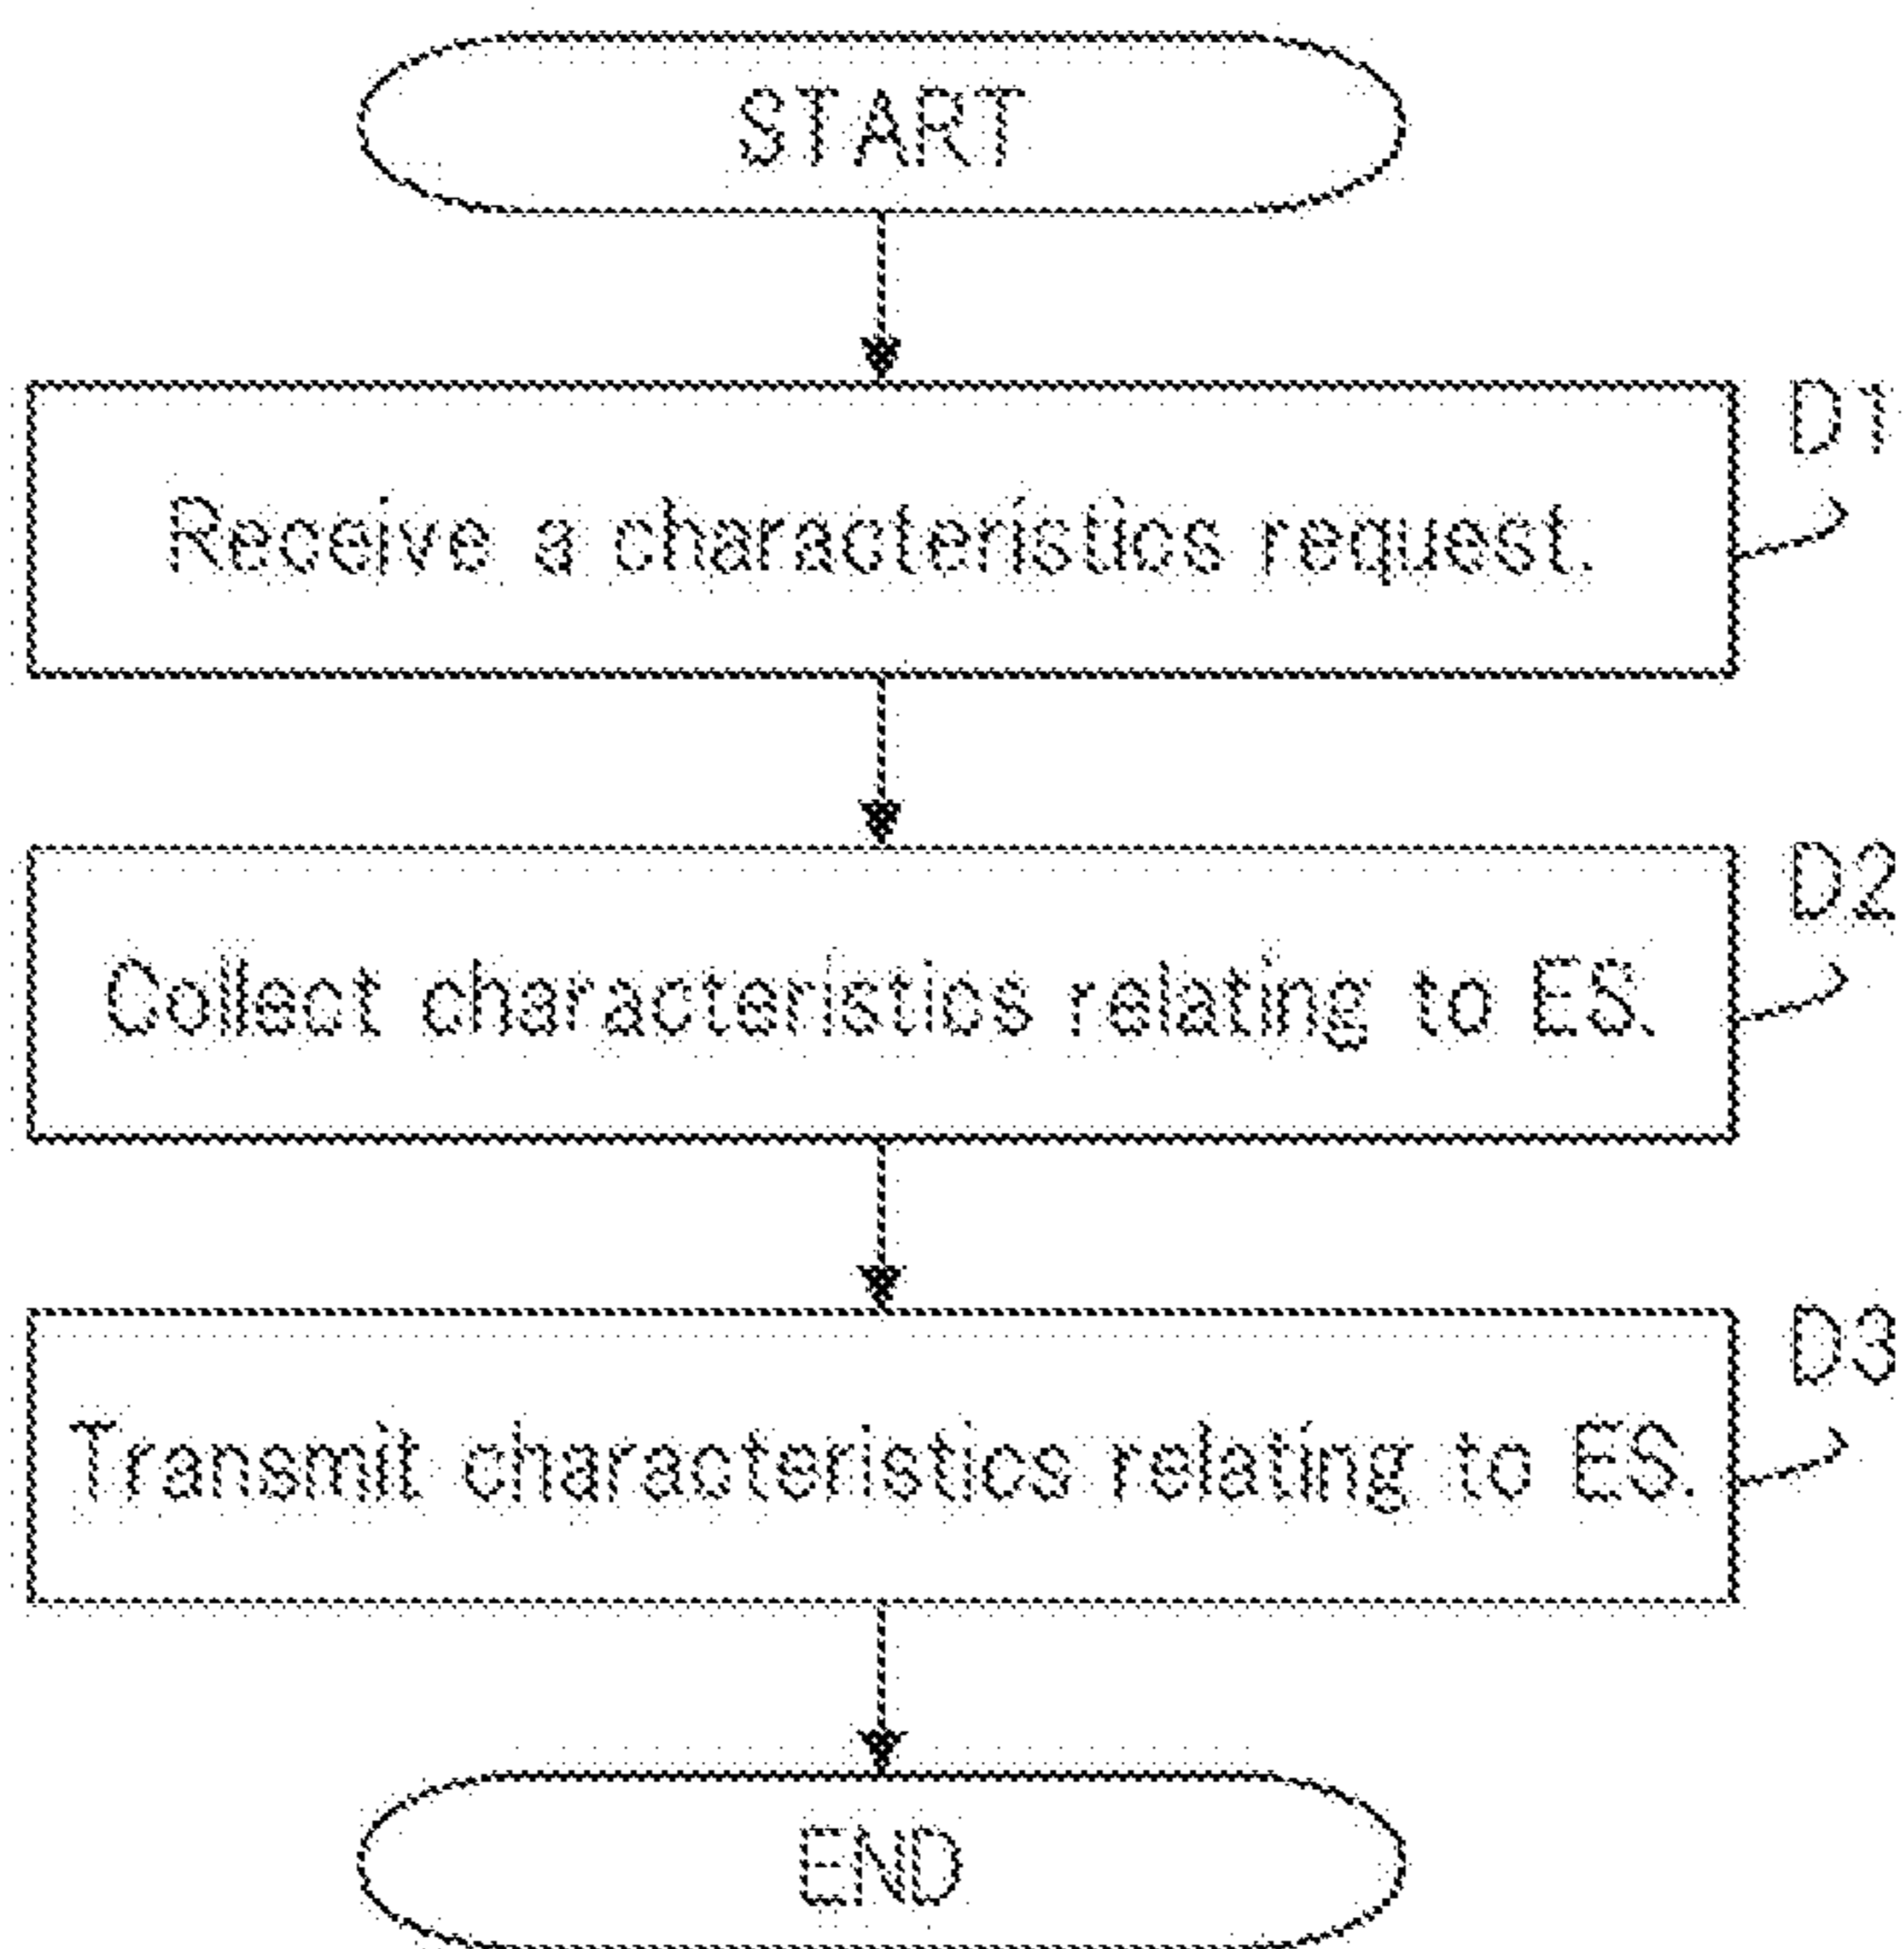 START
D1
Receive a characteristics request.
D2
Collect characteristics relating to ES.
D3
Transmit characteristics relating to ES.
END